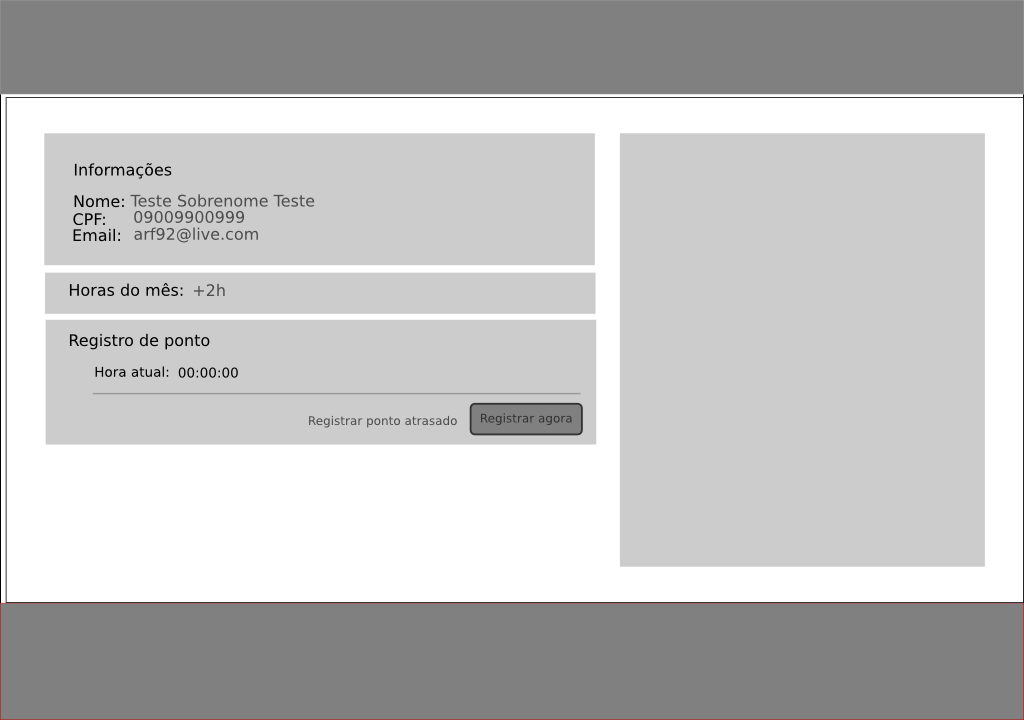 Informações
Nome: Teste Sobrenome Teste
CPF: 09009900999
Email: arf92@live.com
Horas do mês: +2h
Registro de ponto
Hora atual: 00:00:00
Registrar ponto atrasado Registrar agora